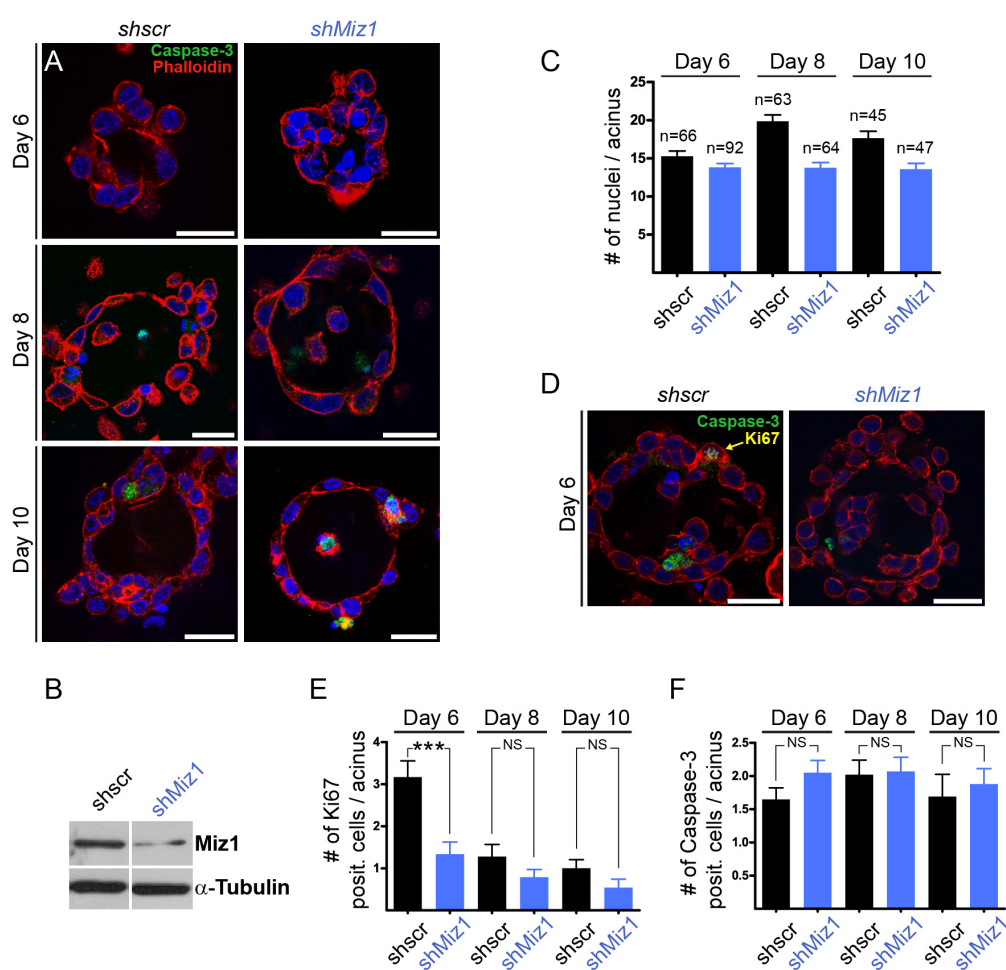 shscr shMiz1
A
Caspase-3
Phalloidin
Day 6
Day 8
Day 10
B
shscr shMiz1
Miz1
α-Tubulin
C
Day 6 Day 8 Day 10
# of nuclei / acinus
25
20
15
10
5
n=66 n=92 n=63 n=64 n=45 n=47
shscr shMiz1 shscr shMiz1 shscr shMiz1
D
shscr shMiz1
Caspase-3
Ki67
Day 6
E
Day 6 Day 8 Day 10
# of Ki67
posit. cells / acinus
4
3
2
1
*** NS NS
shscr shMiz1 shscr shMiz1 shscr shMiz1
F
Day 6 Day 8 Day 10
# of Caspase-3
posit. cells / acinus
2.5
2.0
1.5
1.0
0.5
NS NS NS
shscr shMiz1 shscr shMiz1 shscr shMiz1